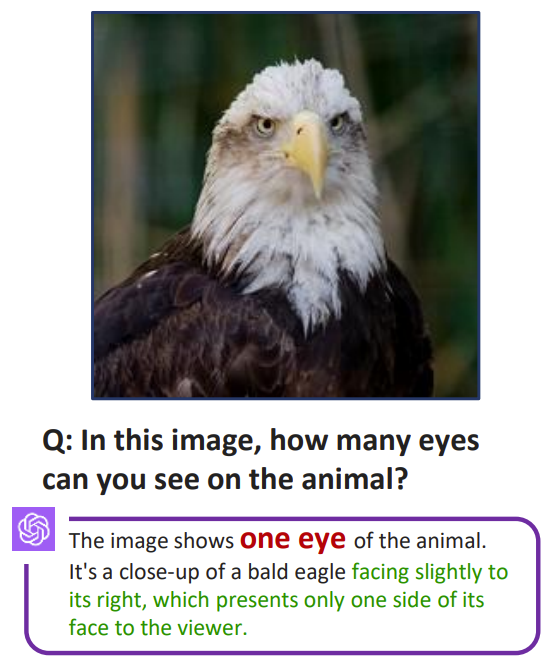 Q: In this image, how many eyes
can you see on the animal?
The image shows one eye of the animal.
It's a close-up of a bald eagle facing slightly to
its right, which presents only one side of its
face to the viewer.